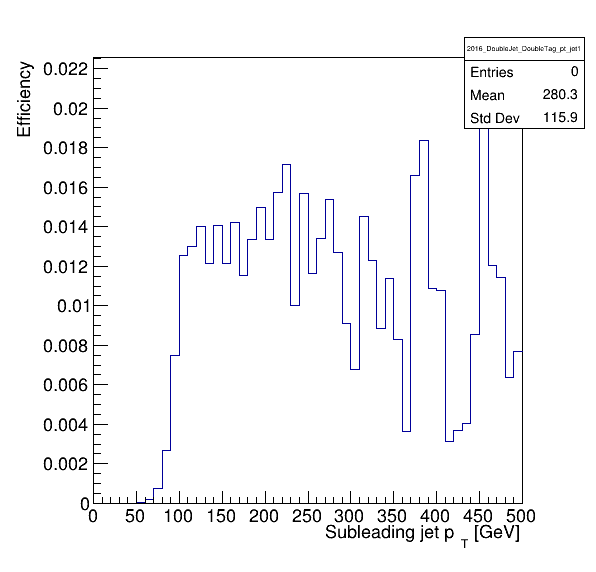 2016_DoubleJet_DoubleTag_pt_jet1
Entries 0
Mean 280.3
Std Dev 115.9
Efficiency
0.022
0.02
0.018
0.016
0.014
0.012
0.01
0.008
0.006
0.004
0.002
0
0 50 100 150 200 250 300 350 400 450 500
Subleading jet p T [GeV]